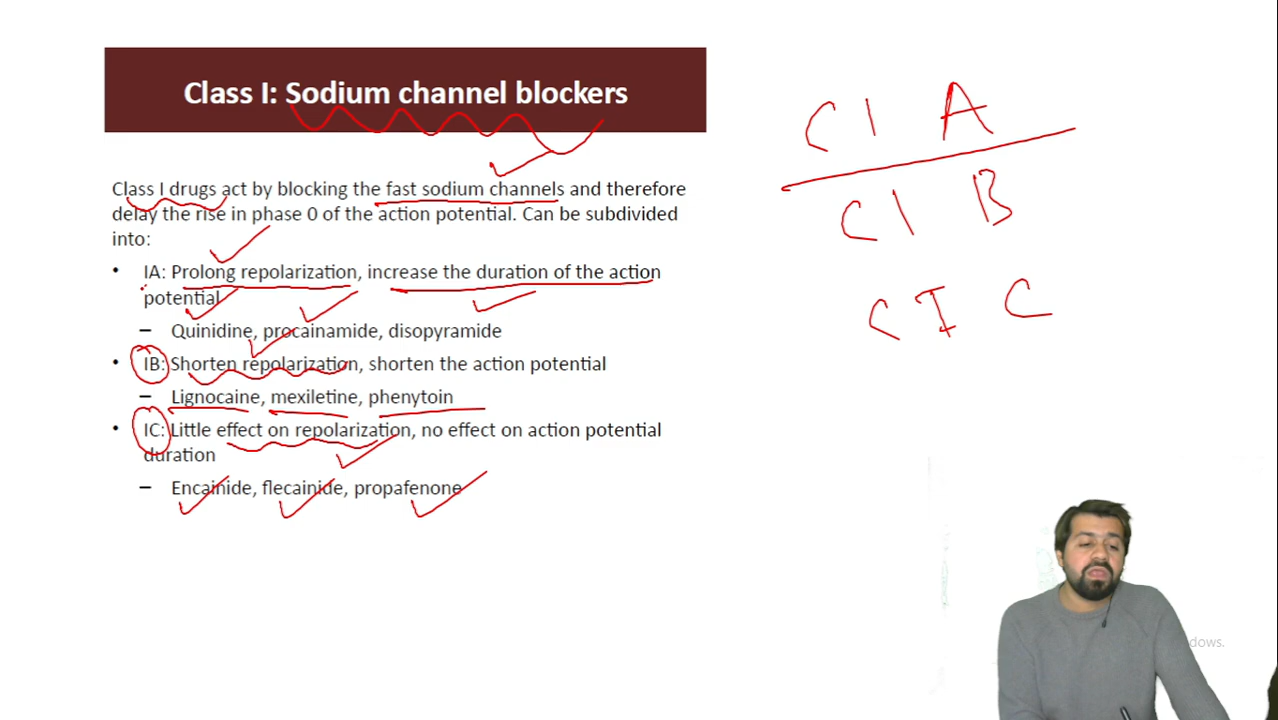 Class I: Sodium channel blockers
Class I drugs act by blocking the fast sodium channels and therefore
delay the rise in phase 0 of the action potential. Can be subdivided
into:
• IA: Prolong repolarization, increase the duration of the action
potential
– Quinidine, procainamide, disopyramide
• IB: Shorten repolarization, shorten the action potential
– Lignocaine, mexiletine, phenytoin
• IC: Little effect on repolarization, no effect on action potential
duration
– Encainide, flecainide, propafenone
C I A
C I B
C I C
dows.